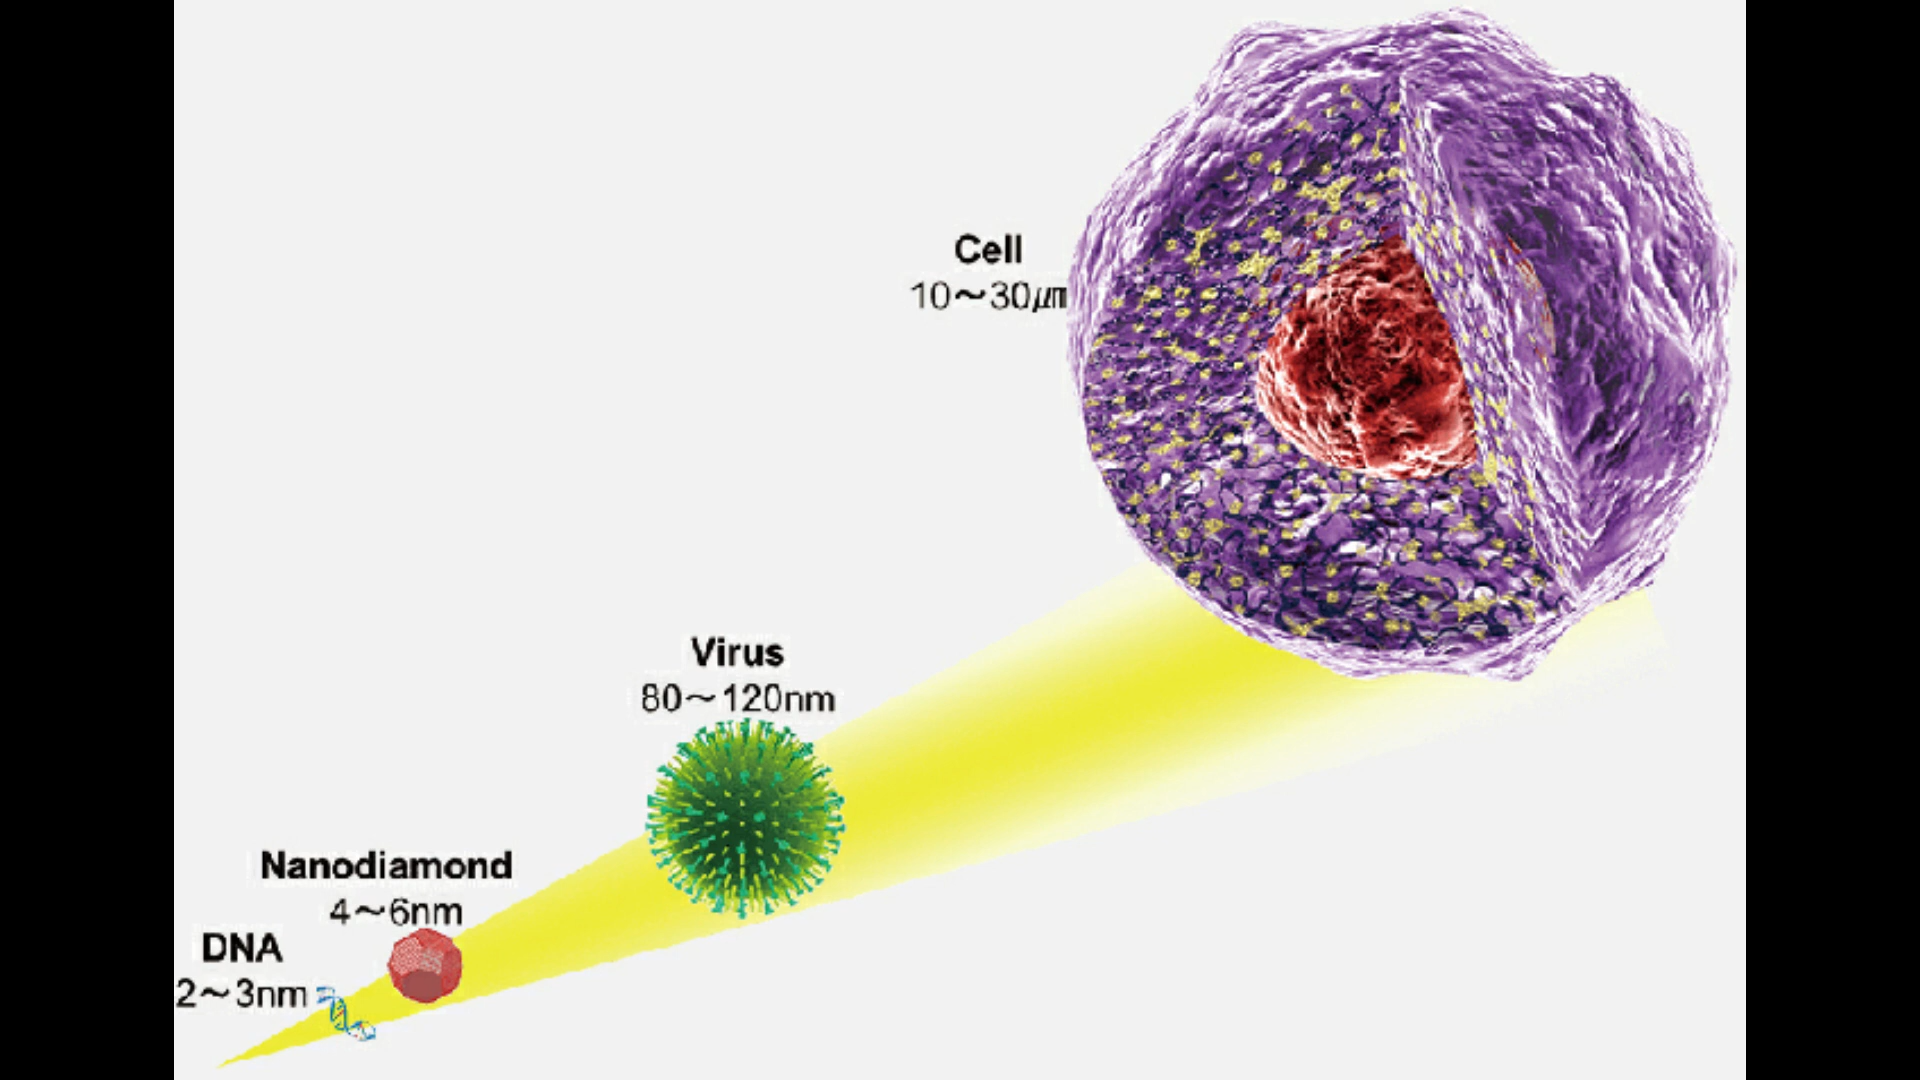 Cell
10～30㎛
Virus
80～120nm
Nanodiamond
4～6nm
DNA
2～3nm